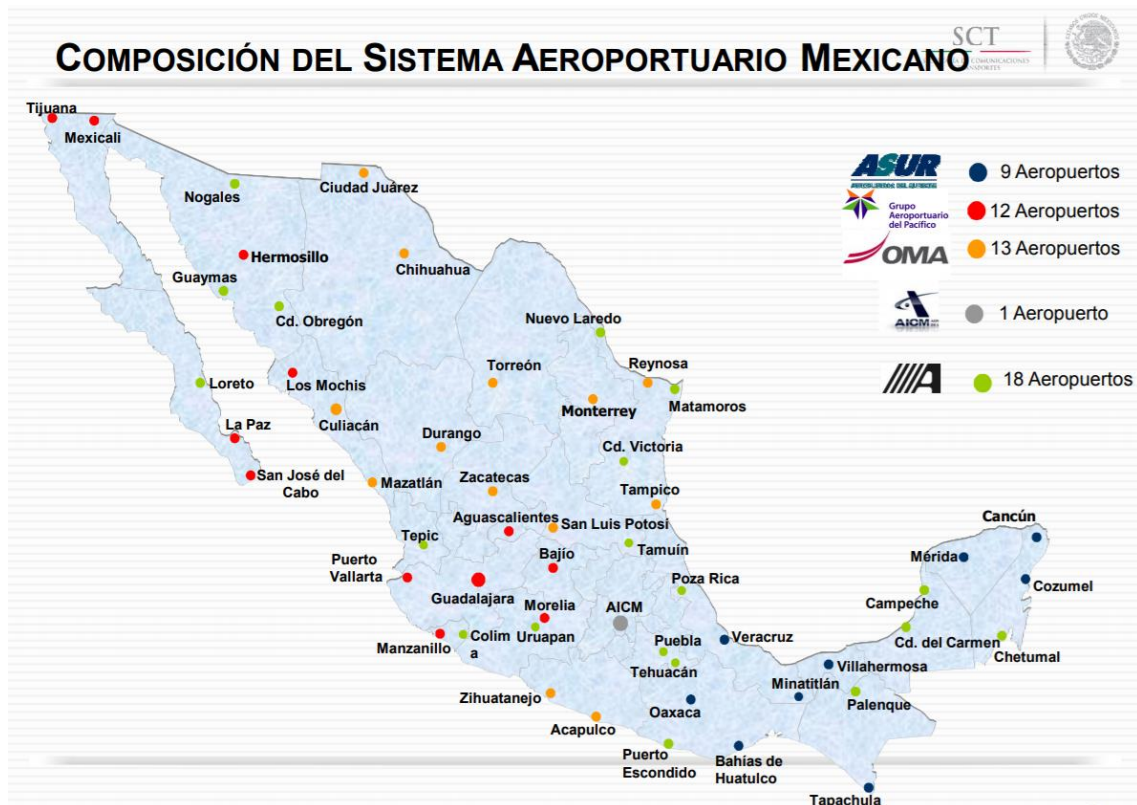 COMPOSICIÓN DEL SISTEMA AEROPORTUARIO MEXICANO
SCT
Tijuana
Mexicali
Nogales
Ciudad Juárez
Hermosillo
Chihuahua
Guaymas
Cd. Obregón
Nuevo Laredo
Loreto
Los Mochis
Torreón
Reynosa
Culiacán
Monterrey
Matamoros
La Paz
Durango
Cd. Victoria
San José del
Cabo
Mazatlán
Zacatecas
Tampico
Aguascalientes
San Luis Potosi
Tepic
Tamuín
Puerto
Vallarta
Bajío
Poza Rica
Guadalajara
Morelia
AICM
Manzanillo
Colim
a
Uruapan
Puebla
Veracruz
Tehuacán
Zihuatanejo
Oaxaca
Acapulco
Puerto
Escondido
Bahías de
Huatulco
Tapachula
Minatitlán
Villahermosa
Palenque
Cd. del Carmen
Campeche
Mérida
Cancún
Cozumel
Chetumal
ASUR
9 Aeropuertos
Grupo
Aeroportuario
del Pacífico
12 Aeropuertos
OMA
13 Aeropuertos
AICM
1 Aeropuerto
A
18 Aeropuertos